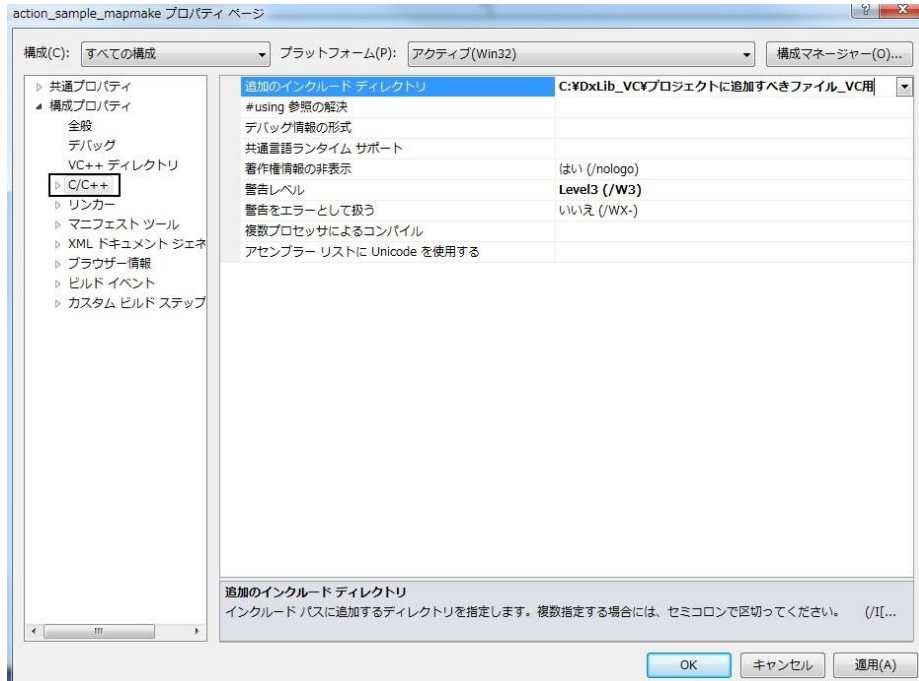 action_sample_mapmake プロパティ ページ
構成(C): すべての構成 プラットフォーム(P): アクティブ(Win32) 構成マネージャー(O)...
共通プロパティ
構成プロパティ
全般
デバッグ
VC++ ディレクトリ
C/C++
リンカー
マニフェスト ツール
XML ドキュメント ジェネ
ブラウザー情報
ビルド イベント
カスタム ビルド ステップ
追加のインクルード ディレクトリ C:¥DxLib_VC¥プロジェクトに追加すべきファイル_VC用
#using 参照の解決
デバッグ情報の形式
共通言語ランタイム サポート
著作権情報の非表示 はい (/nologo)
警告レベル Level3 (/W3)
警告をエラーとして扱う いいえ (/WX-)
複数プロセッサによるコンパイル
アセンブラー リストに Unicode を使用する
追加のインクルード ディレクトリ
インクルード パスに追加するディレクトリを指定します。複数指定する場合には、セミコロンで区切ってください。 (/I[...
OK キャンセル 適用(A)